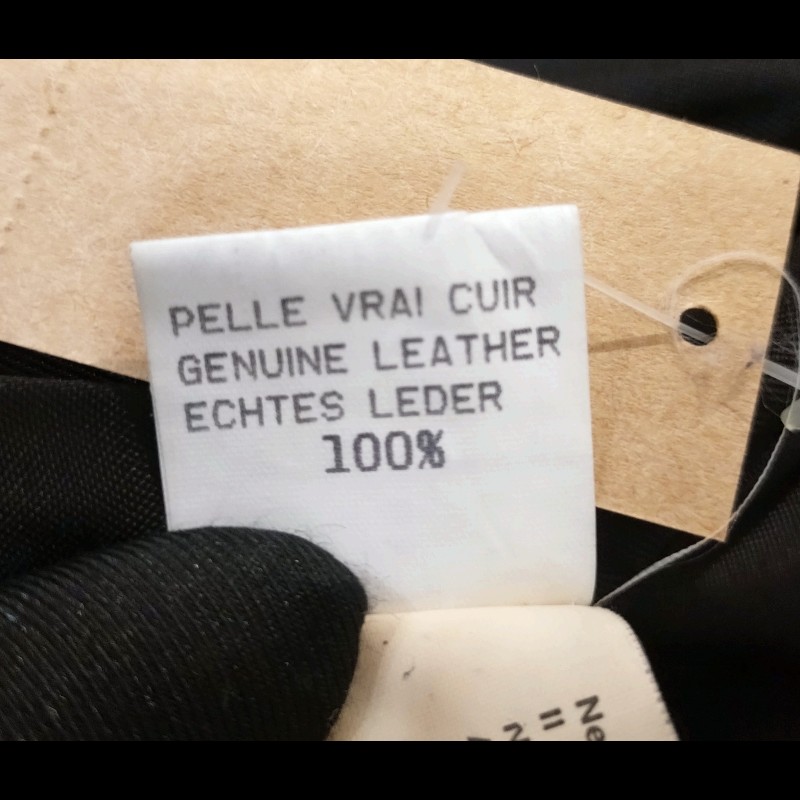 PELLE VRAI CUIR
GENUINE LEATHER
ECHTES LEDER
100%